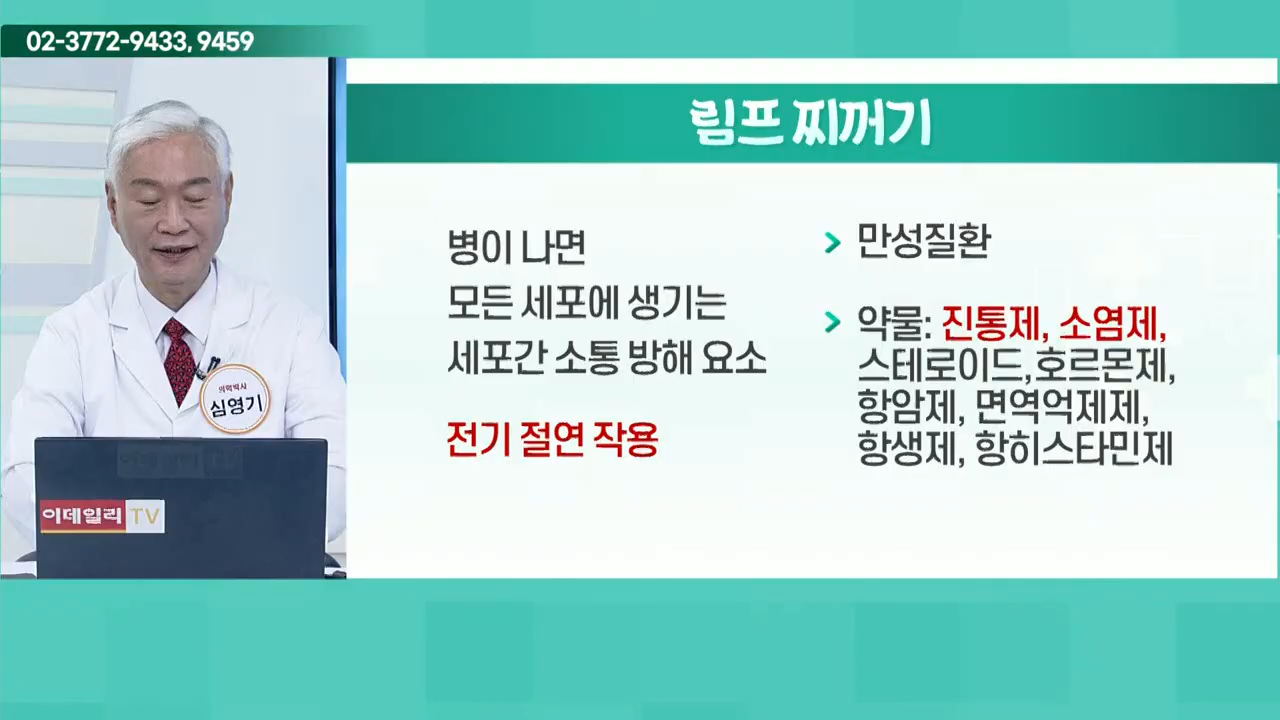 02-3772-9433, 9459
림프 찌꺼기
병이 나면
모든 세포에 생기는
세포간 소통 방해 요소
전기 절연 작용
만성질환
약물: 진통제, 소염제,
스테로이드,호르몬제,
항암제, 면역억제제,
항생제, 항히스타민제
의학박사
심영기
이데일리 TV